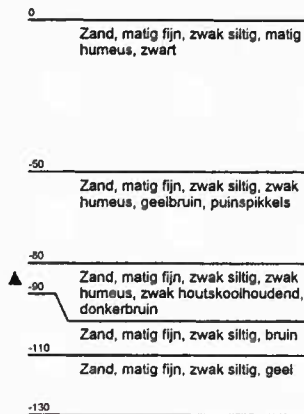 0
Zand, matig fijn, zwak siltig, matig
humeus, zwart
-50
Zand, matig fijn, zwak siltig, zwak
humeus, geelbruin, puinspikkels
-80
Zand, matig fijn, zwak siltig, zwak
humeus, zwak houtskoolhoudend,
donkerbruin
-90
Zand, matig fijn, zwak siltig, bruin
-110
Zand, matig fijn, zwak siltig, geel
-130